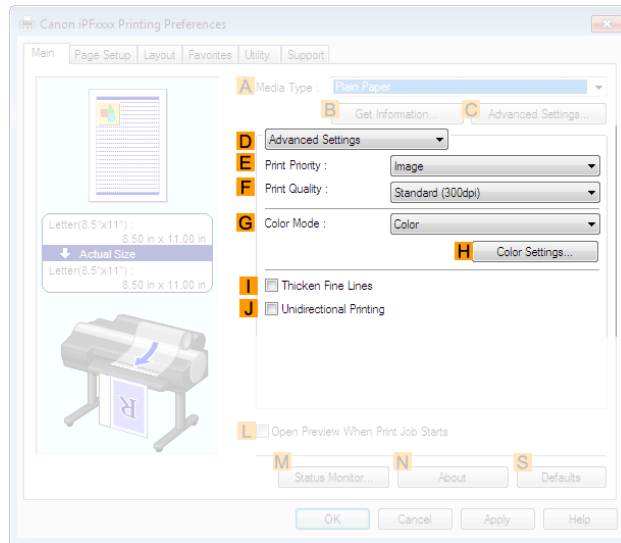 Canon iPFxxxx Printing Preferences
Main Page Setup Layout Favorites Utility Support
A Media Type : Plain Paper
B Get Information... C Advanced Settings...
D Advanced Settings
E Print Priority : Image
F Print Quality : Standard (300dpi)
Letter(8.5"x11") :
8.50 in x 11.00 in
Actual Size
Letter(8.5"x11") :
8.50 in x 11.00 in
G Color Mode : Color
H Color Settings...
I Thicken Fine Lines
J Unidirectional Printing
R
L Open Preview When Print Job Starts
M Status Monitor... N About S Defaults
OK Cancel Apply Help